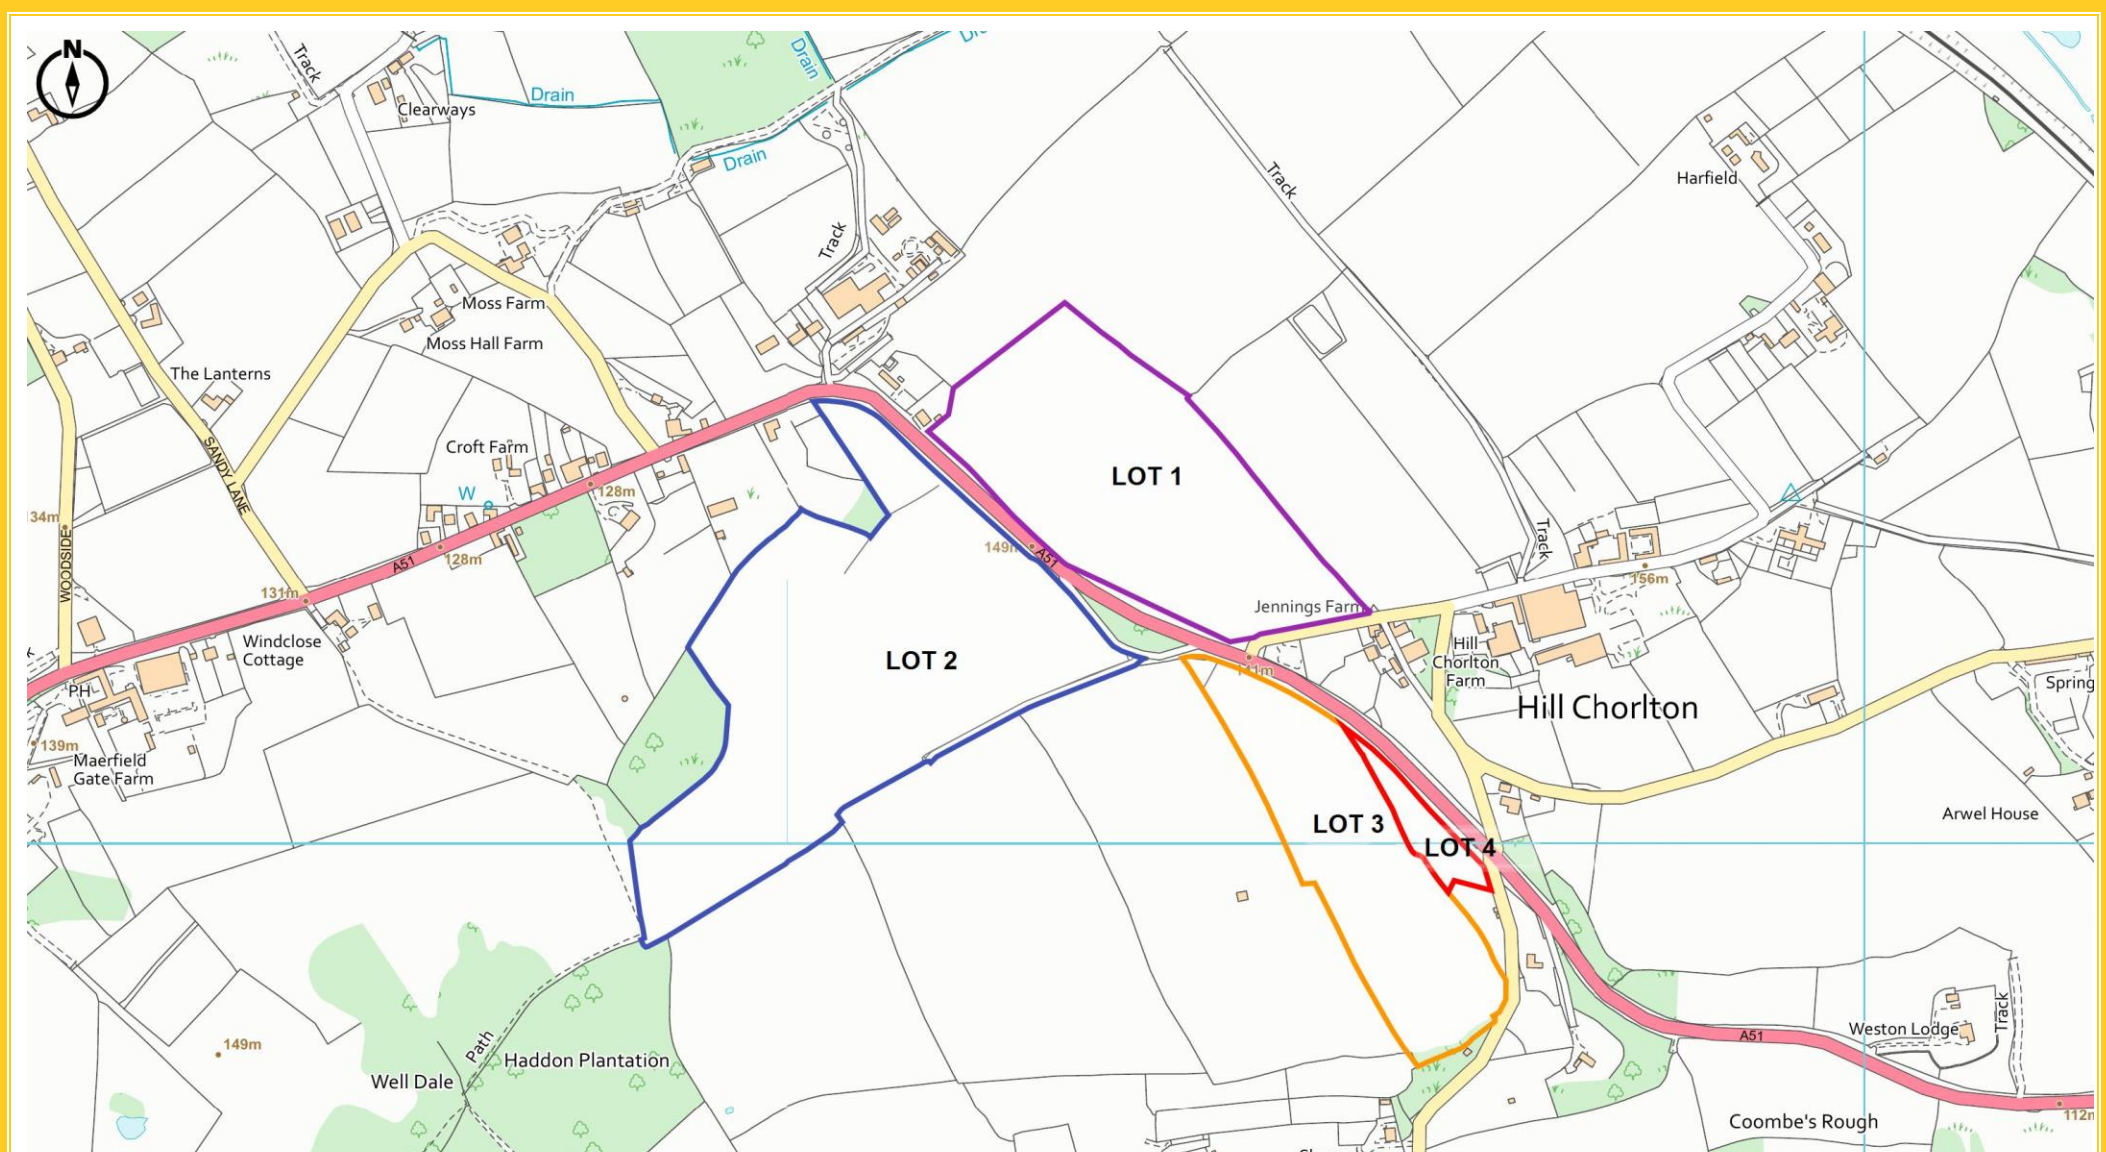 N
Track
Clearways
Drain
Drain
Drain
Track
Track
Harfield
Moss Farm
Moss Hall Farm
The Lanterns
SANDY LANE
Croft Farm
W
128m
LOT 1
34m
WOODSIDE
A51
128m
149m
A51
Track
156m
131m
Jennings Farm
Windclose
Cottage
LOT 2
Hill
Chorlton
Farm
PH
Hill Chorlton
Spring
139m
Maerfield
Gate Farm
LOT 3
LOT 4
Arwel House
149m
Path
Haddon Plantation
Well Dale
Weston Lodge
Track
A51
112m
Coombe's Rough